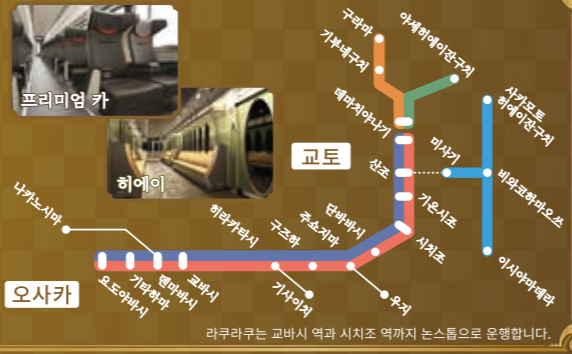 프리미엄 카
히에이
구라마
기부네구치
야세히에이잔구치
데마치야나기
교토
산조
미사기
사카모토
히에이잔구치
비와코하마오쓰
이시야마데라
기온시조
시치조
단바바시
주쇼지마
구즈하
히라카타시
나카노시마
오사카
요도야바시
기타하마
덴마바시
교바시
기사이치
우지
라쿠라쿠는 교바시 역과 시치조 역까지 논스톱으로 운행합니다.